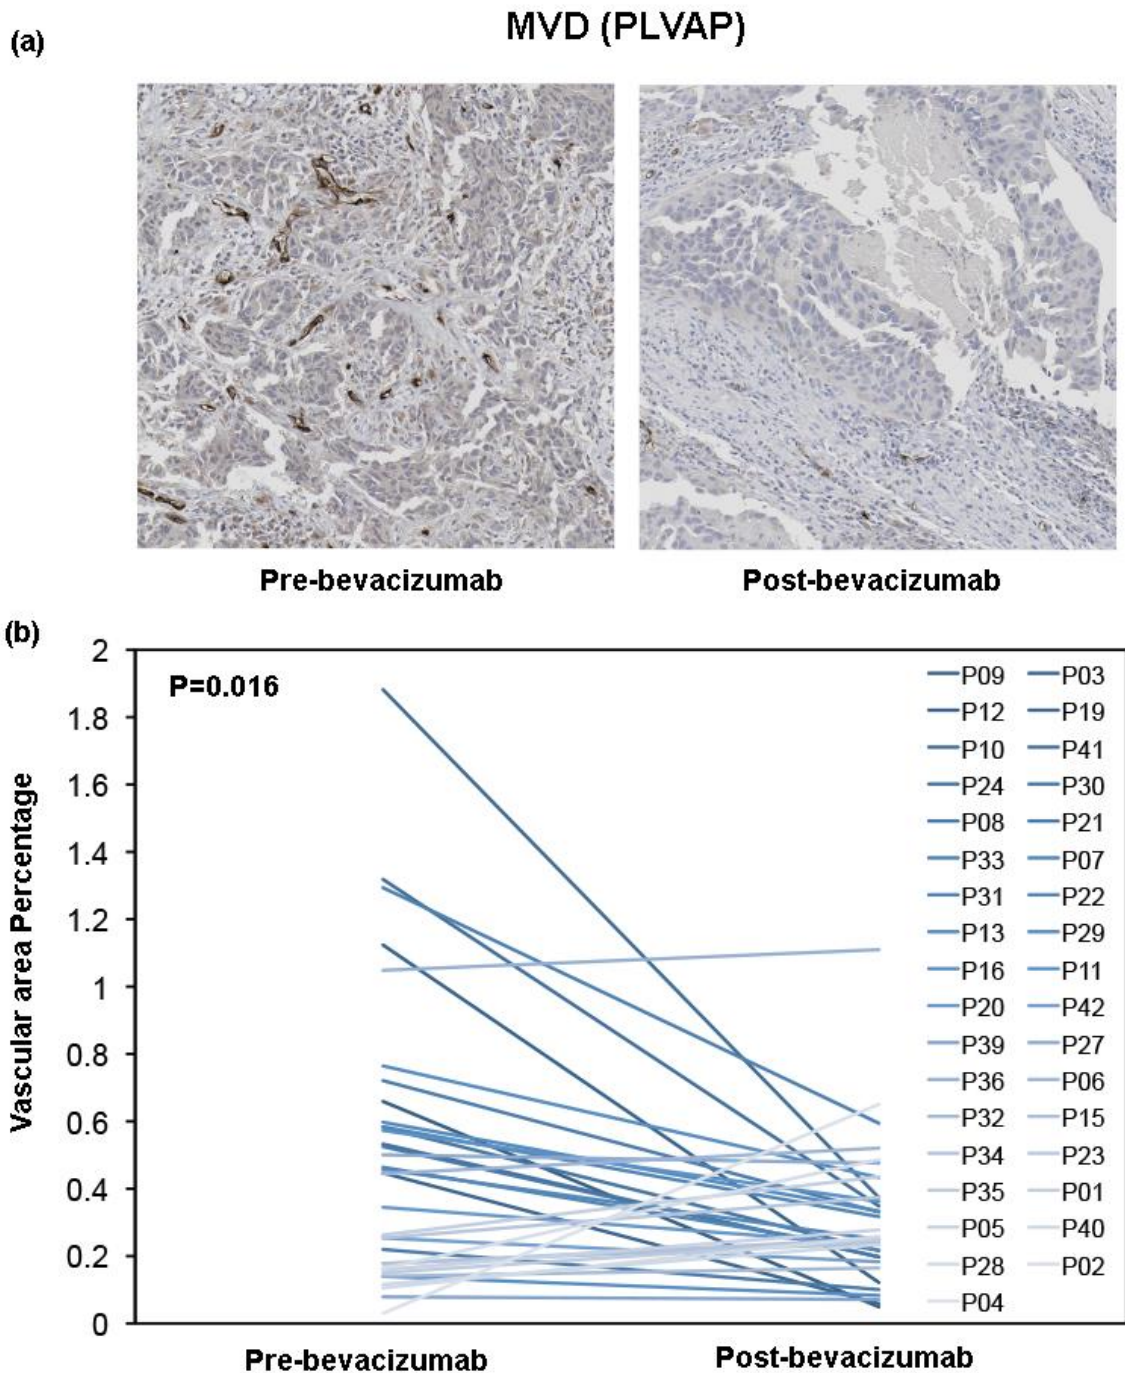 MVD (PLVAP)
(a)
Pre-bevacizumab Post-bevacizumab
(b)
P=0.016
Vascular area Percentage
2
1.8
1.6
1.4
1.2
1
0.8
0.6
0.4
0.2
0
P09 P03
P12 P19
P10 P41
P24 P30
P08 P21
P33 P07
P31 P22
P13 P29
P16 P11
P20 P42
P39 P27
P36 P06
P32 P15
P34 P23
P35 P01
P05 P40
P28 P02
P04
Pre-bevacizumab Post-bevacizumab